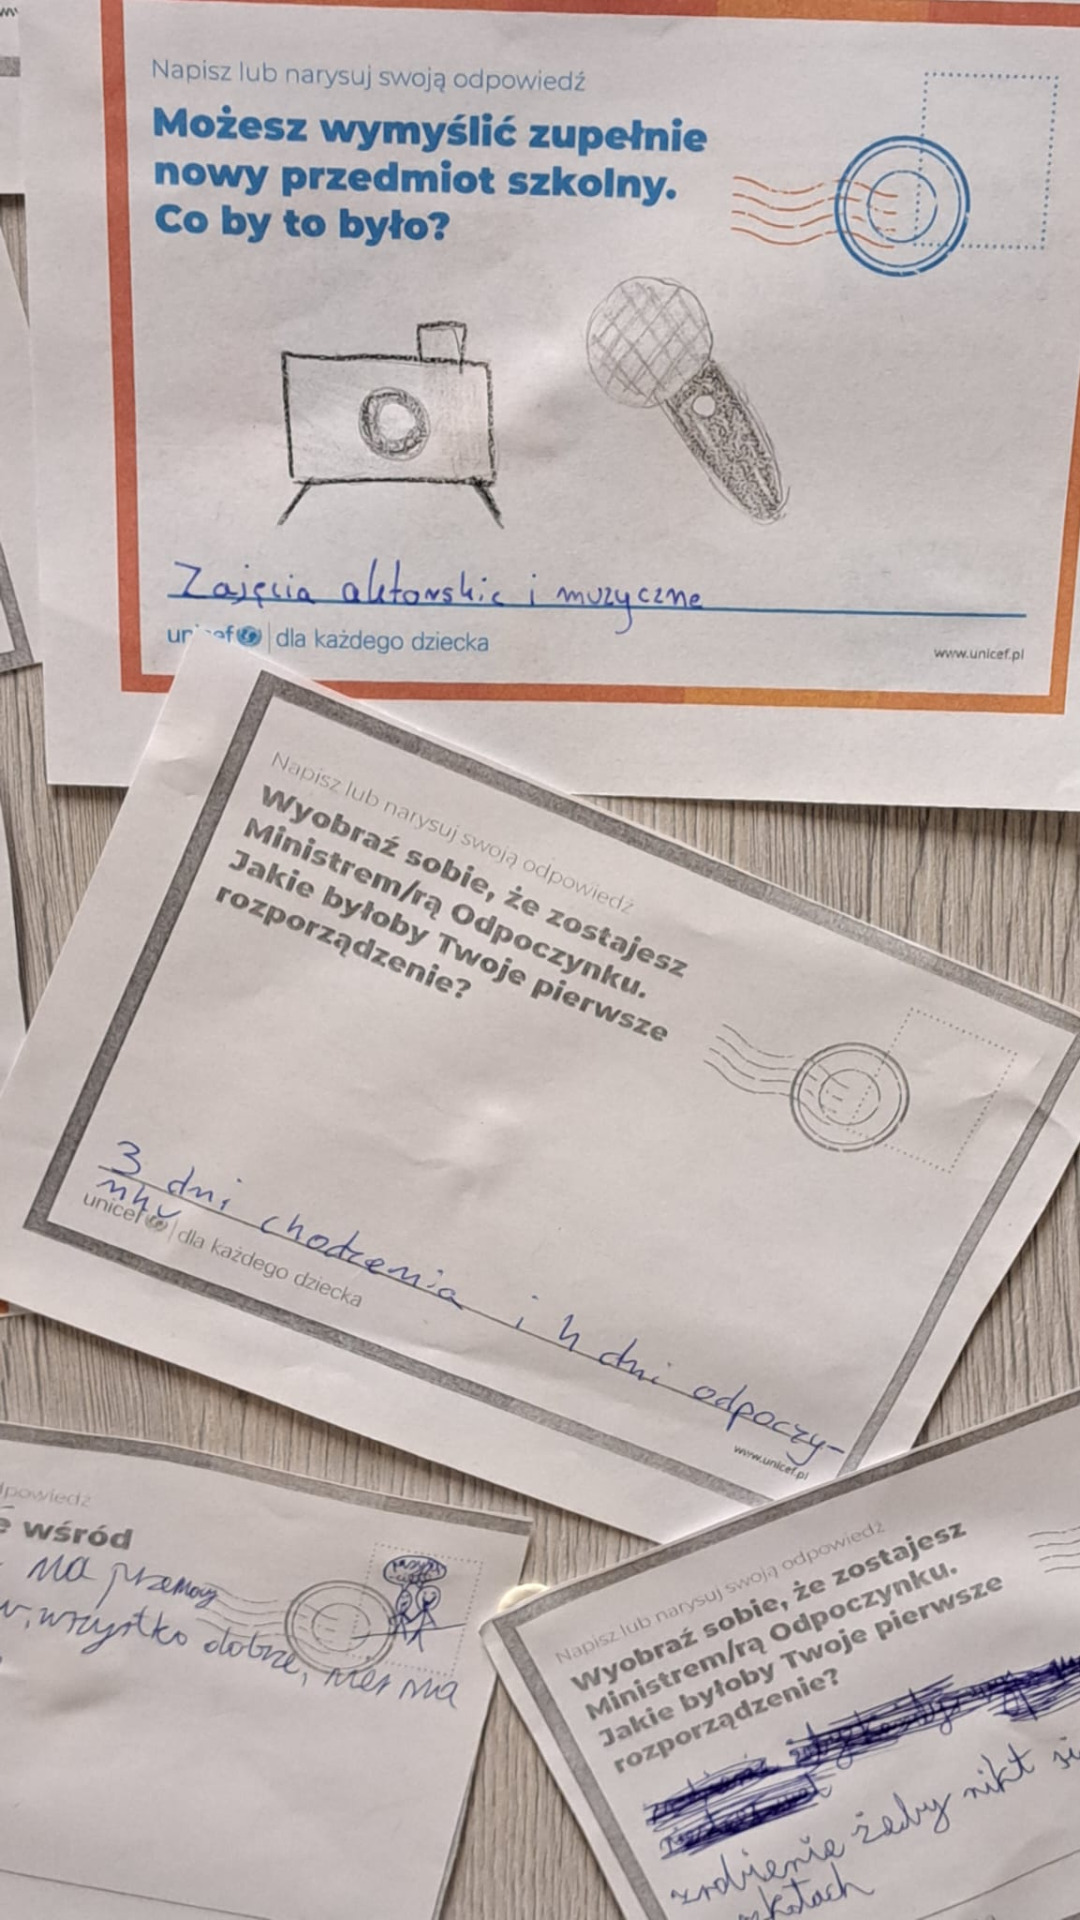 Napisz lub narysuj swoją odpowiedź
Możesz wymyślić zupełnie
nowy przedmiot szkolny.
Co by to było?
Zajęcia aktorskie i muzyczne
unicef dla każdego dziecka
www.unicef.pl
Napisz lub narysuj swoją odpowiedź
Wyobraź sobie, że zostajesz
Ministrem/rą Odpoczynku.
Jakie byłoby Twoje pierwsze
rozporządzenie?
3 dni chodzenia i 4 dni odpoczy-
nku
unicef dla każdego dziecka
www.unicef.pl
wśród
ma przemocy
wszystko dobrze, nie ma
Napisz lub narysuj swoją odpowiedź
Wyobraź sobie, że zostajesz
Ministrem/rą Odpoczynku.
Jakie byłoby Twoje pierwsze
rozporządzenie?
zrobienie żeby nikt